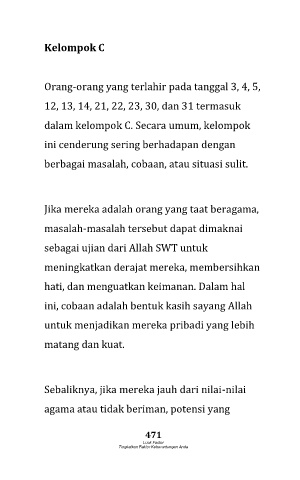 Kelompok C
Orang-orang yang terlahir pada tanggal 3, 4, 5,
12, 13, 14, 21, 22, 23, 30, dan 31 termasuk
dalam kelompok C. Secara umum, kelompok
ini cenderung sering berhadapan dengan
berbagai masalah, cobaan, atau situasi sulit.
Jika mereka adalah orang yang taat beragama,
masalah-masalah tersebut dapat dimaknai
sebagai ujian dari Allah SWT untuk
meningkatkan derajat mereka, membersihkan
hati, dan menguatkan keimanan. Dalam hal
ini, cobaan adalah bentuk kasih sayang Allah
untuk menjadikan mereka pribadi yang lebih
matang dan kuat.
Sebaliknya, jika mereka jauh dari nilai-nilai
agama atau tidak beriman, potensi yang
471
Luck Factor
Tingkatkan Faktor Keberuntungan Anda